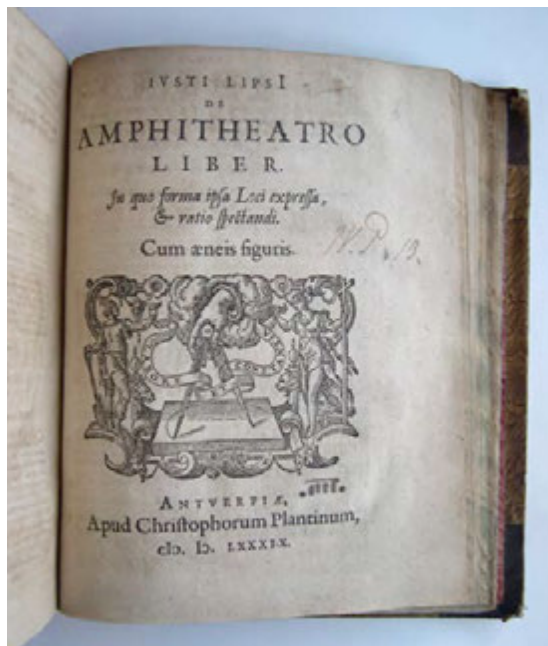 IVSTI LIPSI
DE
AMPHITHEATRO
LIBER.
In quo forma ipsa Loci expressa,
& ratio spectandi.
Cum æneis figuris.
Antverpiæ,
Apud Christophorum Plantinum,
cIɔ. Iɔ. LXXXIX.